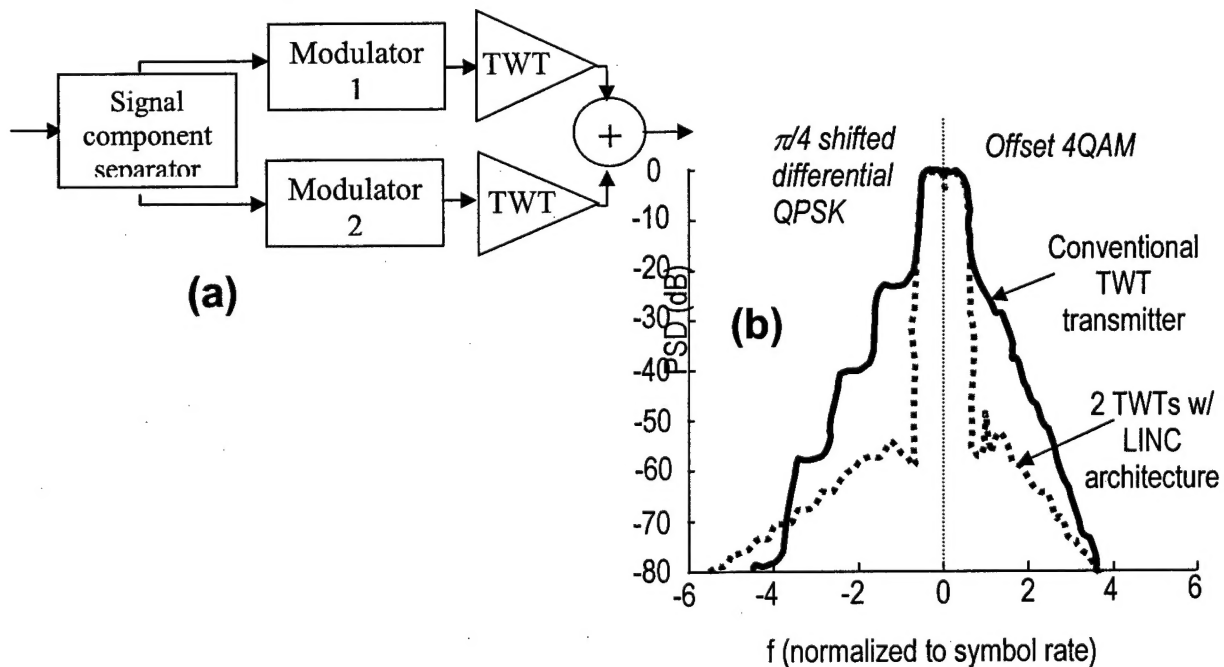 Signal
component
separator
Modulator
1
TWT
Modulator
2
TWT
+
(a)
π/4 shifted
differential
QPSK
Offset 4QAM
Conventional
TWT
transmitter
(b)
2 TWTs w/
LINC
architecture
PSD (dB)
0
-10
-20
-30
-40
-50
-60
-70
-80
-6
-4
-2
0
2
4
6
f (normalized to symbol rate)